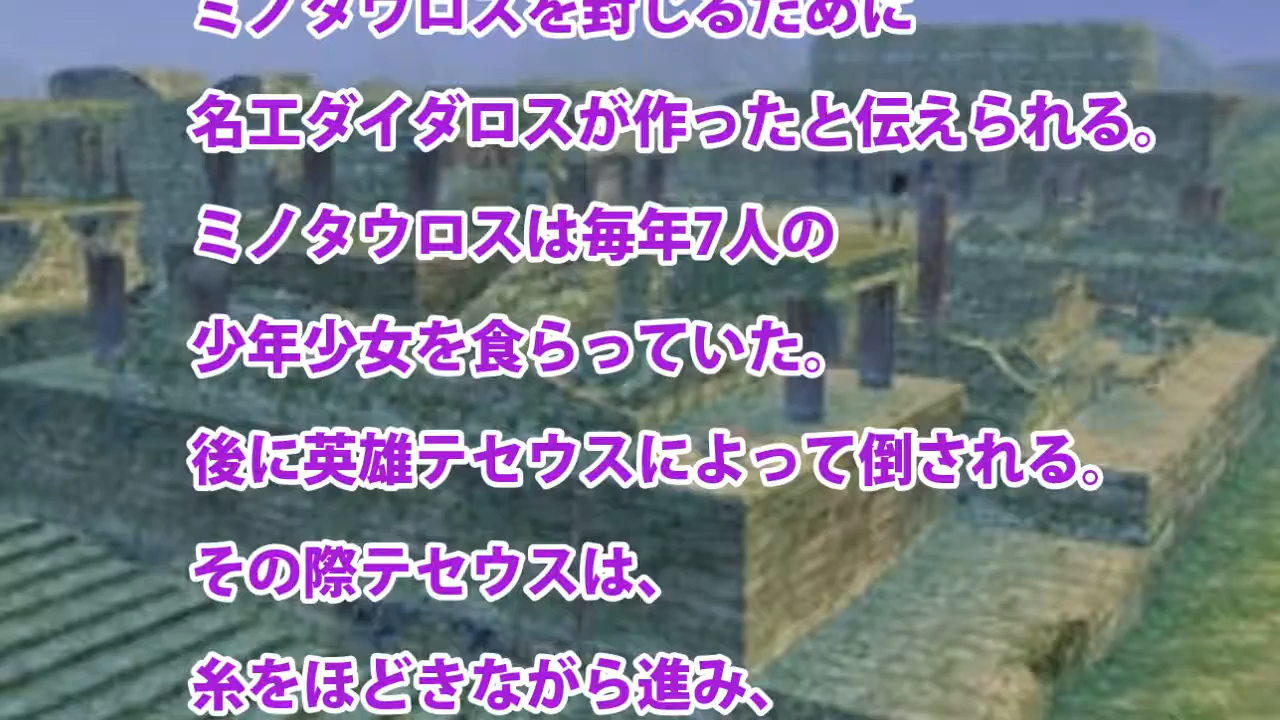 ミノタウロスを封じるために
名工ダイダロスが作ったと伝えられる。
ミノタウロスは毎年7人の
少年少女を食らっていた。
後に英雄テセウスによって倒される。
その際テセウスは、
糸をほどきながら進み、